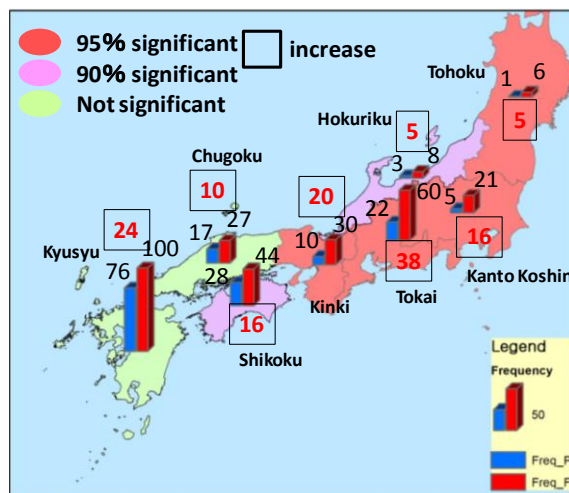 95% significant
increase
90% significant
Not significant
Tohoku
1 6
5
Hokuriku
5
3 8
Chugoku
10
17 27
20
10 30
60
22
5 21
24
Kyusyu
100
76
28 44
16
Shikoku
Kinki
38
Tokai
16
Kanto Koshin
Legend
Frequency
50
Freq_P
Freq_F